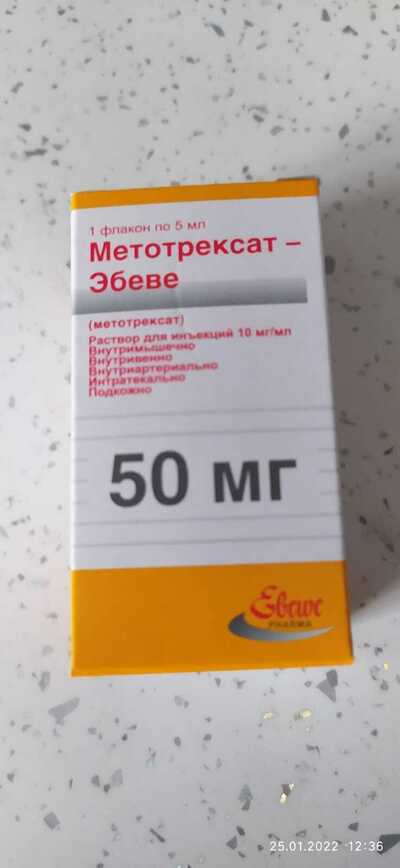 1 флакон по 5 мл
Метотрексат –
Эбеве
(метотрексат)
Раствор для инъекций 10 мг/мл
Внутримышечно
Внутривенно
Внутриартериально
Интратекально
Подкожно
50 мг
Ebewe
PHARMA
25.01.2022 12:36